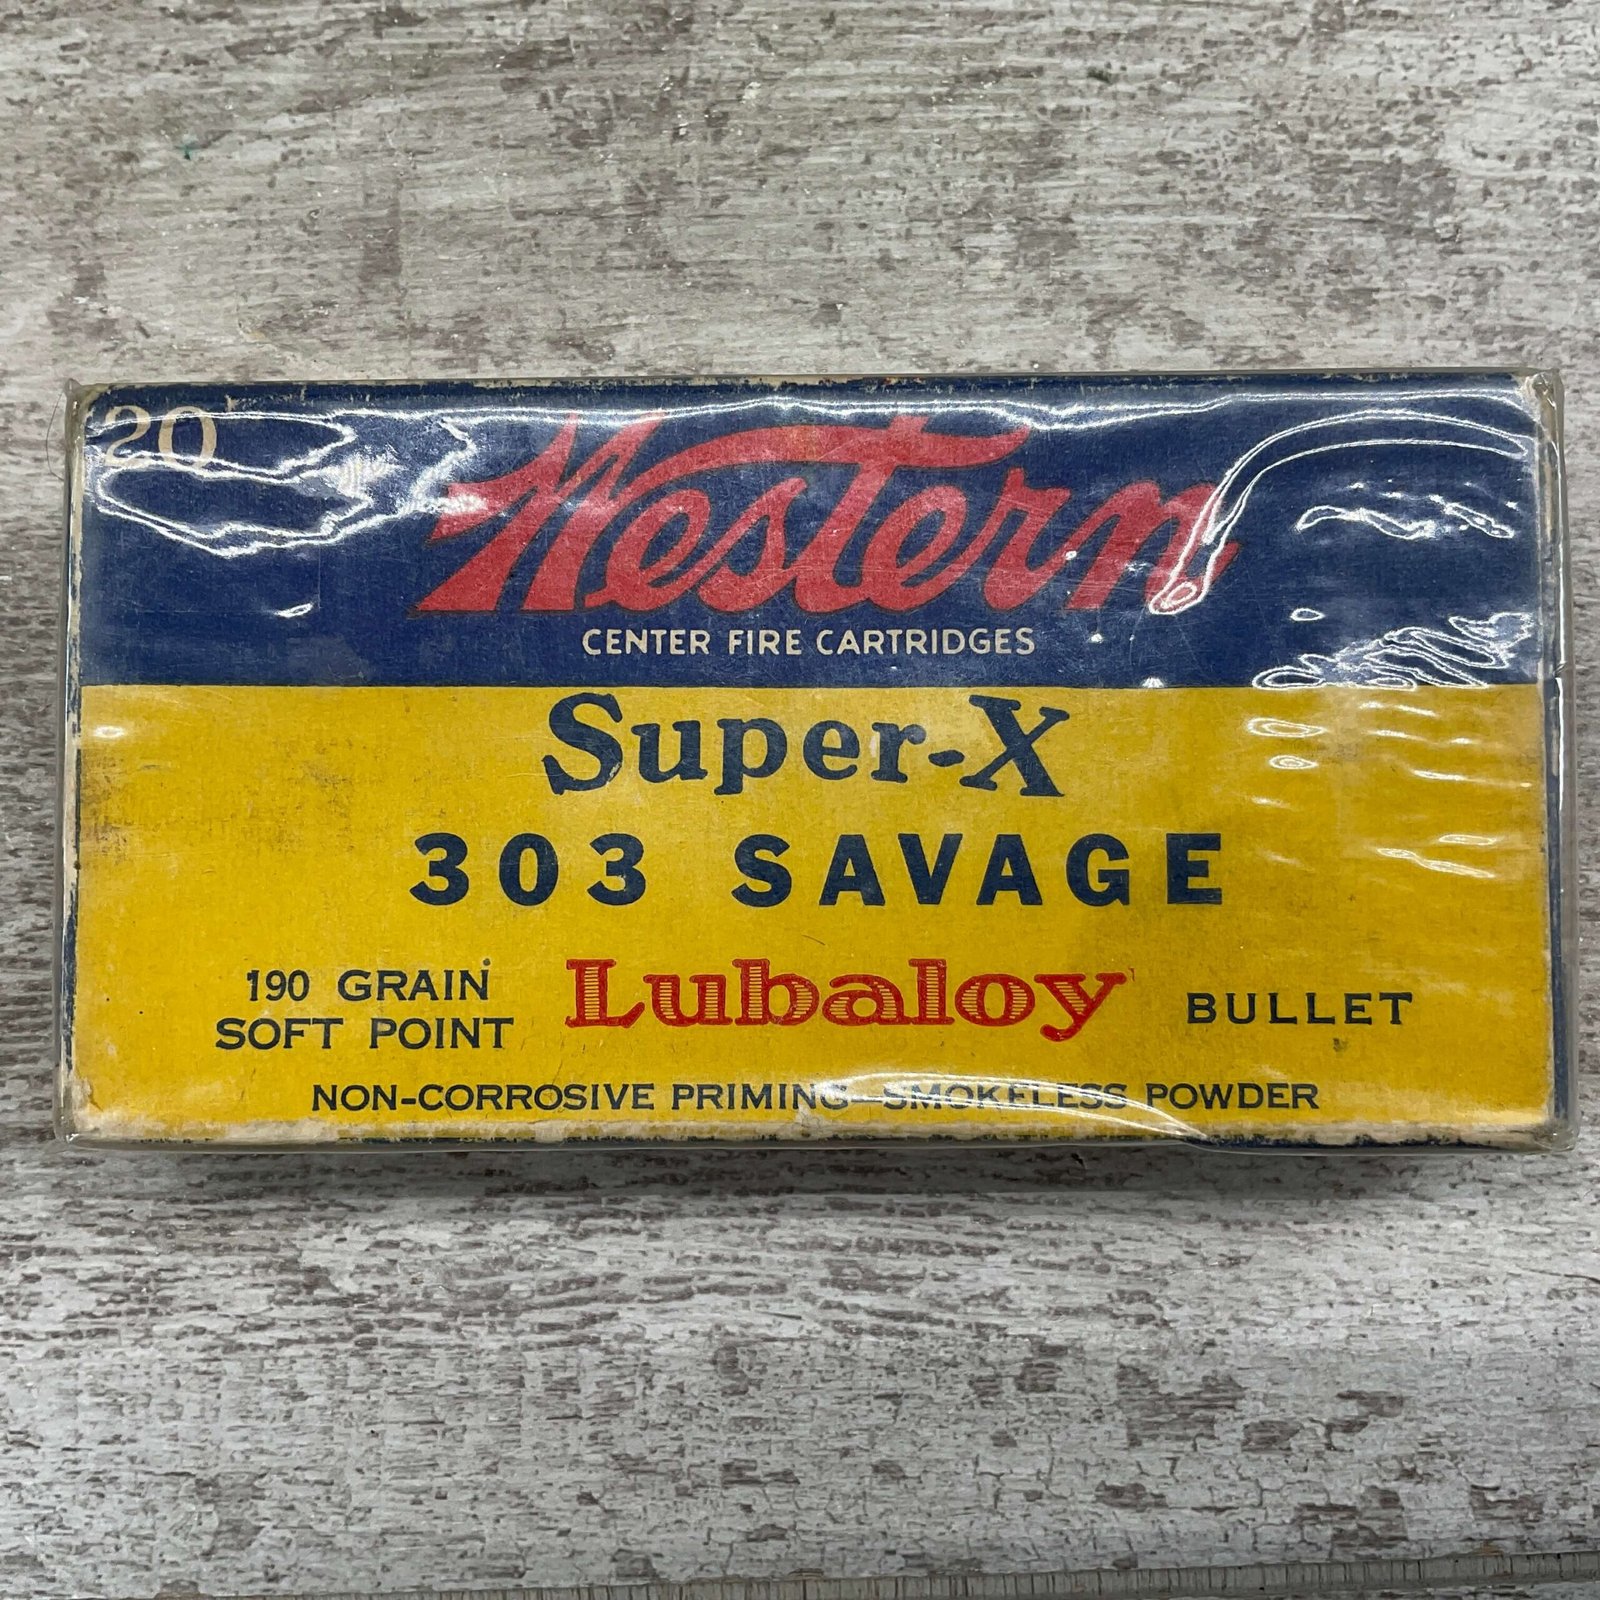 20
Western
CENTER FIRE CARTRIDGES
Super-X
303 SAVAGE
190 GRAIN
SOFT POINT
Lubaloy BULLET
NON-CORROSIVE PRIMING—SMOKELESS POWDER